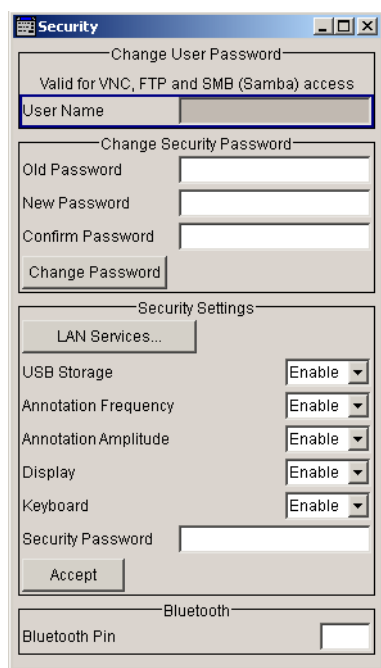 Security
Change User Password
Valid for VNC, FTP and SMB (Samba) access
User Name
Change Security Password
Old Password
New Password
Confirm Password
Change Password
Security Settings
LAN Services...
USB Storage Enable
Annotation Frequency Enable
Annotation Amplitude Enable
Display Enable
Keyboard Enable
Security Password
Accept
Bluetooth
Bluetooth Pin